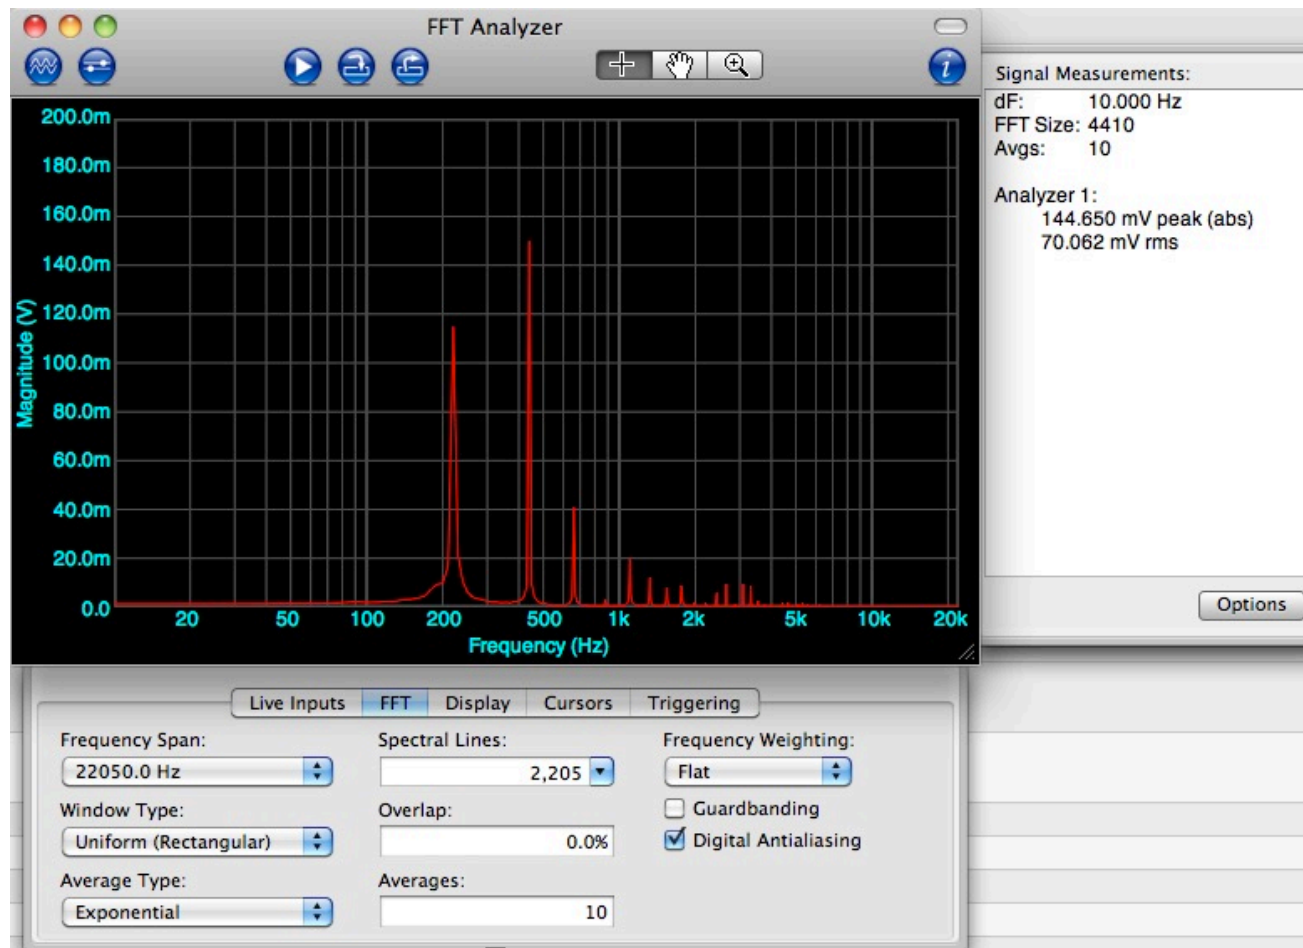 FFT Analyzer
Signal Measurements:
dF: 10.000 Hz
FFT Size: 4410
Avgs: 10
Analyzer 1:
144.650 mV peak (abs)
70.062 mV rms
Options
200.0m
180.0m
160.0m
140.0m
120.0m
100.0m
80.0m
60.0m
40.0m
20.0m
0.0
Magnitude (V)
20 50 100 200 500 1k 2k 5k 10k 20k
Frequency (Hz)
Live Inputs FFT Display Cursors Triggering
Frequency Span: Spectral Lines: Frequency Weighting:
22050.0 Hz 2,205 Flat
Window Type: Overlap: Guardbanding
Uniform (Rectangular) 0.0% Digital Antialiasing
Average Type: Averages:
Exponential 10